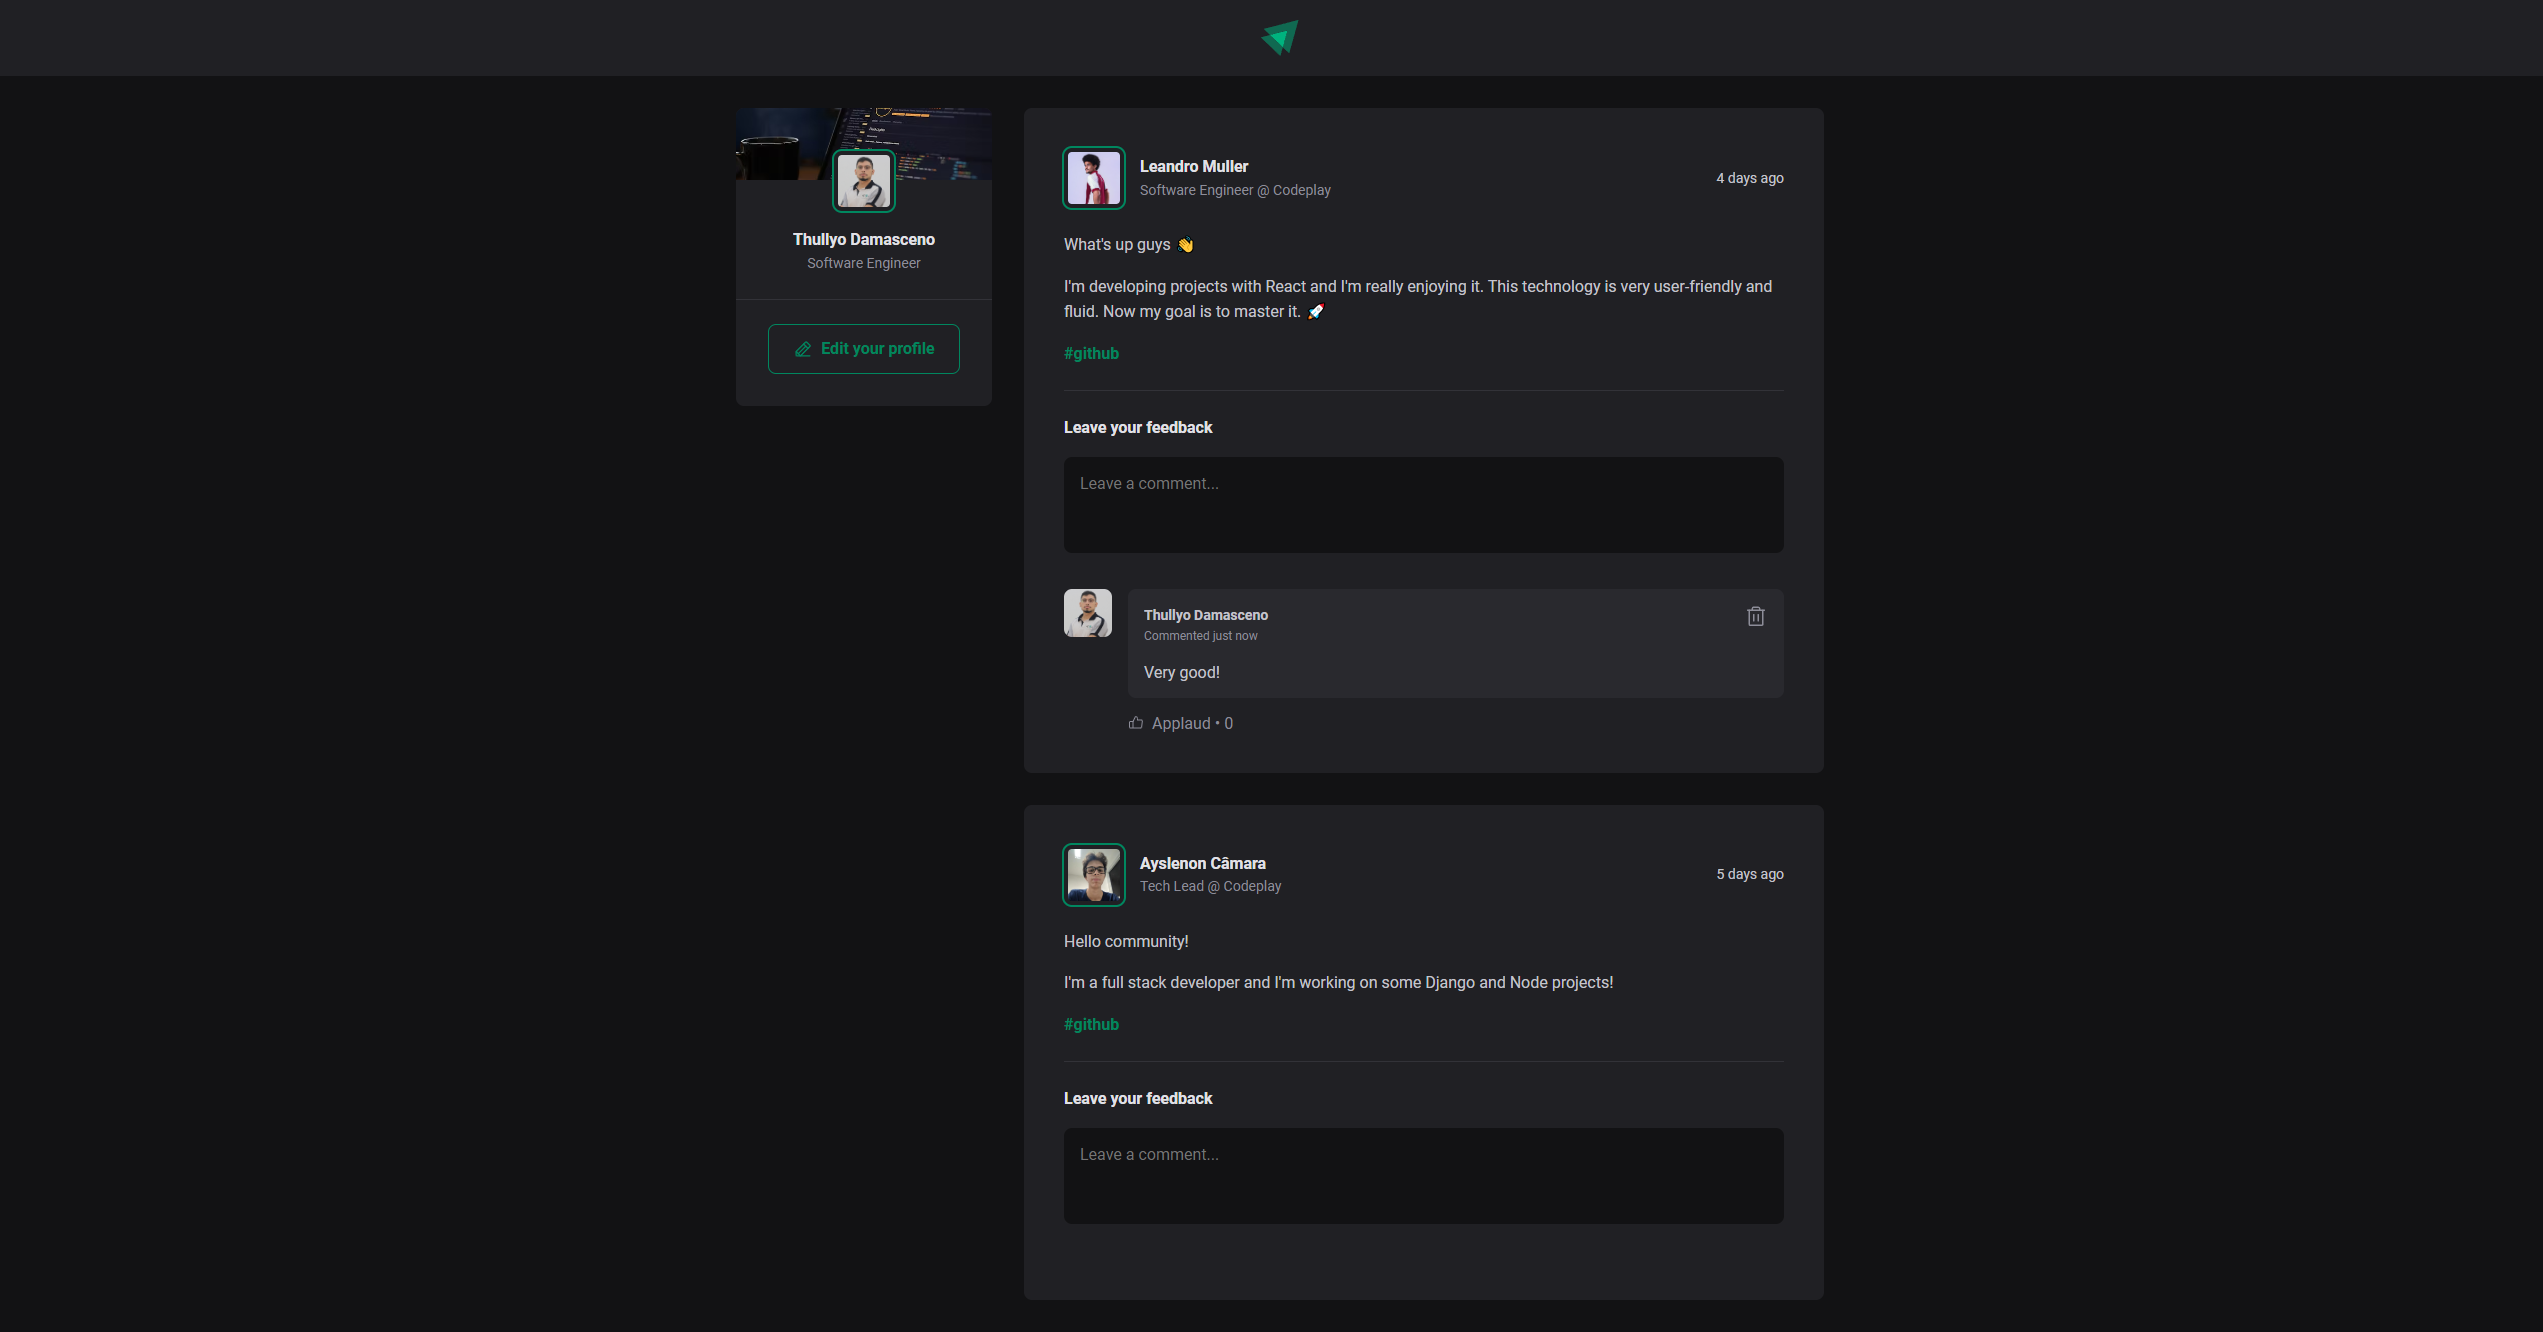 Thullyo Damasceno
Software Engineer
Edit your profile
Leandro Muller
Software Engineer @ Codeplay
4 days ago
What's up guys 👋
I'm developing projects with React and I'm really enjoying it. This technology is very user-friendly and
fluid. Now my goal is to master it. 🚀
#github
Leave your feedback
Leave a comment...
Thullyo Damasceno
Commented just now
Very good!
Applaud • 0
Ayslenon Câmara
Tech Lead @ Codeplay
5 days ago
Hello community!
I'm a full stack developer and I'm working on some Django and Node projects!
#github
Leave your feedback
Leave a comment...